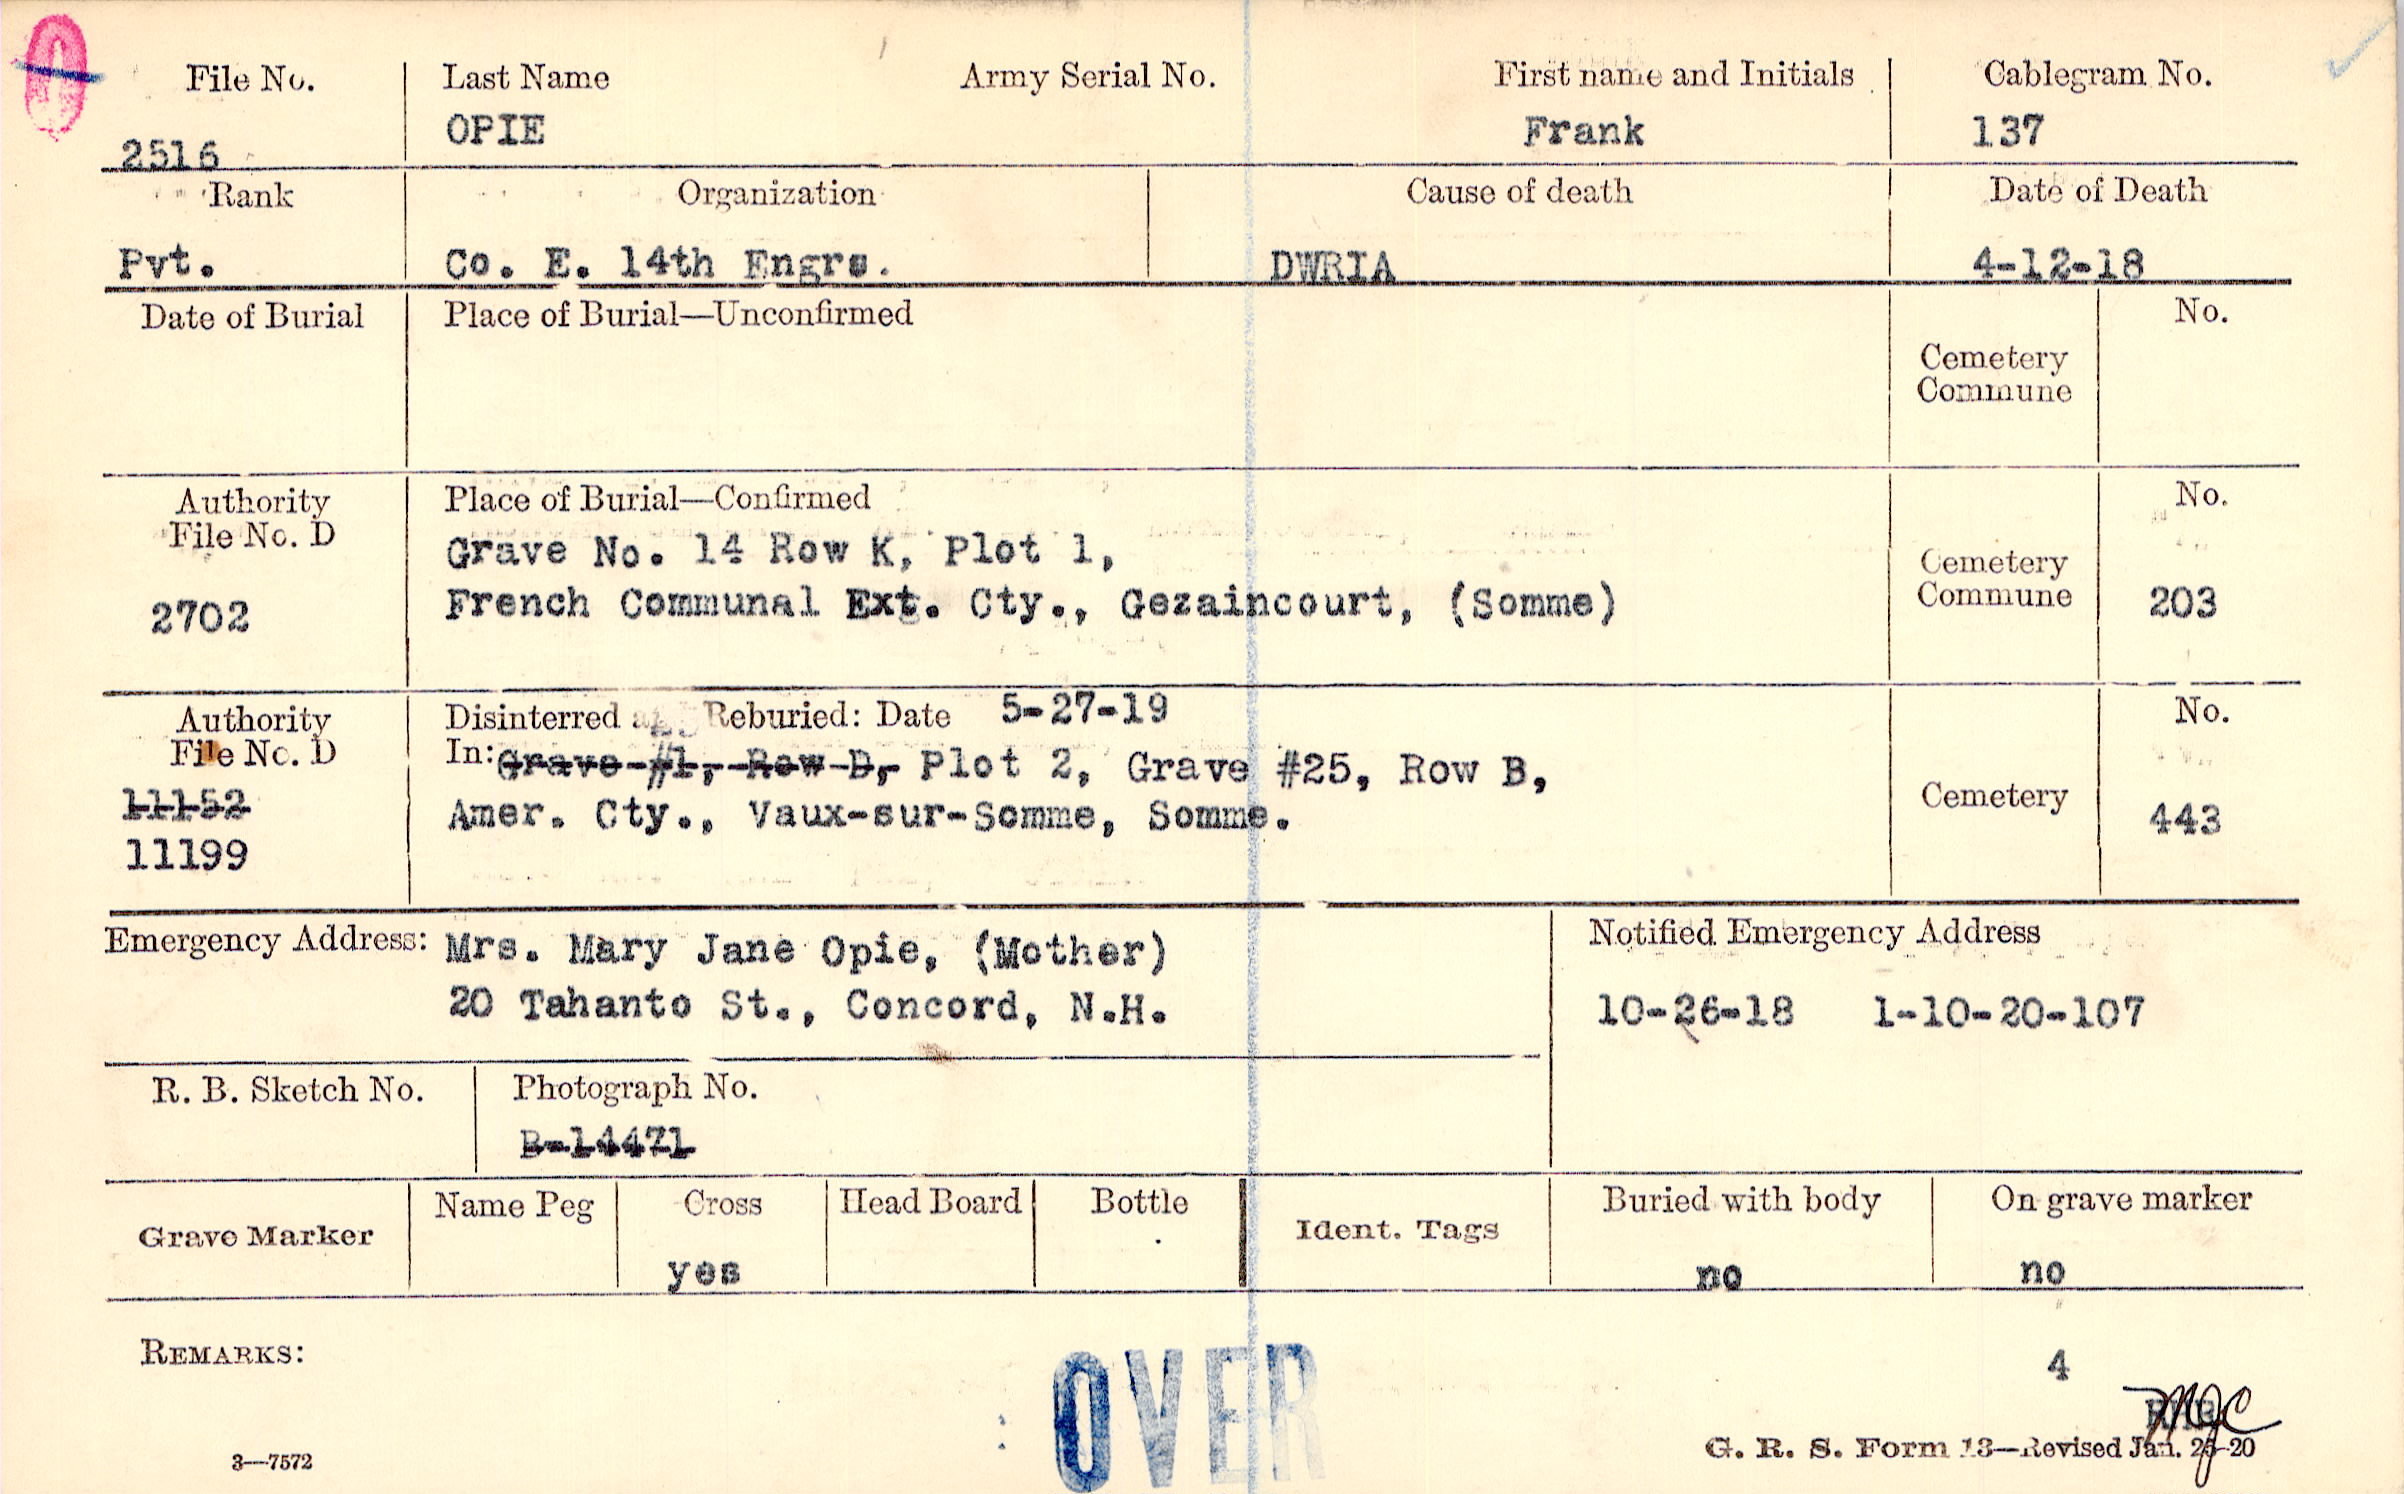 File No. Last Name Army Serial No. First name and Initials Cablegram No.
2516 OPIE Frank 137
Rank Organization Cause of death Date of Death
Pvt. Co. E. 14th Engrs. DWRIA 4-12-18
Date of Burial Place of Burial—Unconfirmed No.
Cemetery
Commune
Authority Place of Burial—Confirmed No.
File No. D
Grave No. 14 Row K, Plot 1,
Cemetery
Commune
2702 French Communal Ext. Cty., Gezaincourt, (Somme) 203
Authority Disinterred Reburied: Date 5-27-19 No.
File No. D In: Grave #1, Row D, Plot 2, Grave #25, Row B,
11152 Amer. Cty., Vaux-sur-Somme, Somme. Cemetery 443
11199
Emergency Address: Mrs. Mary Jane Opie, (Mother) Notified Emergency Address
20 Tahanto St., Concord, N.H. 10-26-18 1-10-20-107
R. B. Sketch No. Photograph No.
B-14471
Grave Marker Name Peg Cross Head Board Bottle Ident. Tags Buried with body On grave marker
yes no no
REMARKS: 4
OVER
MJC
3—7572 G. R. S. Form 13—Revised Jan. 20